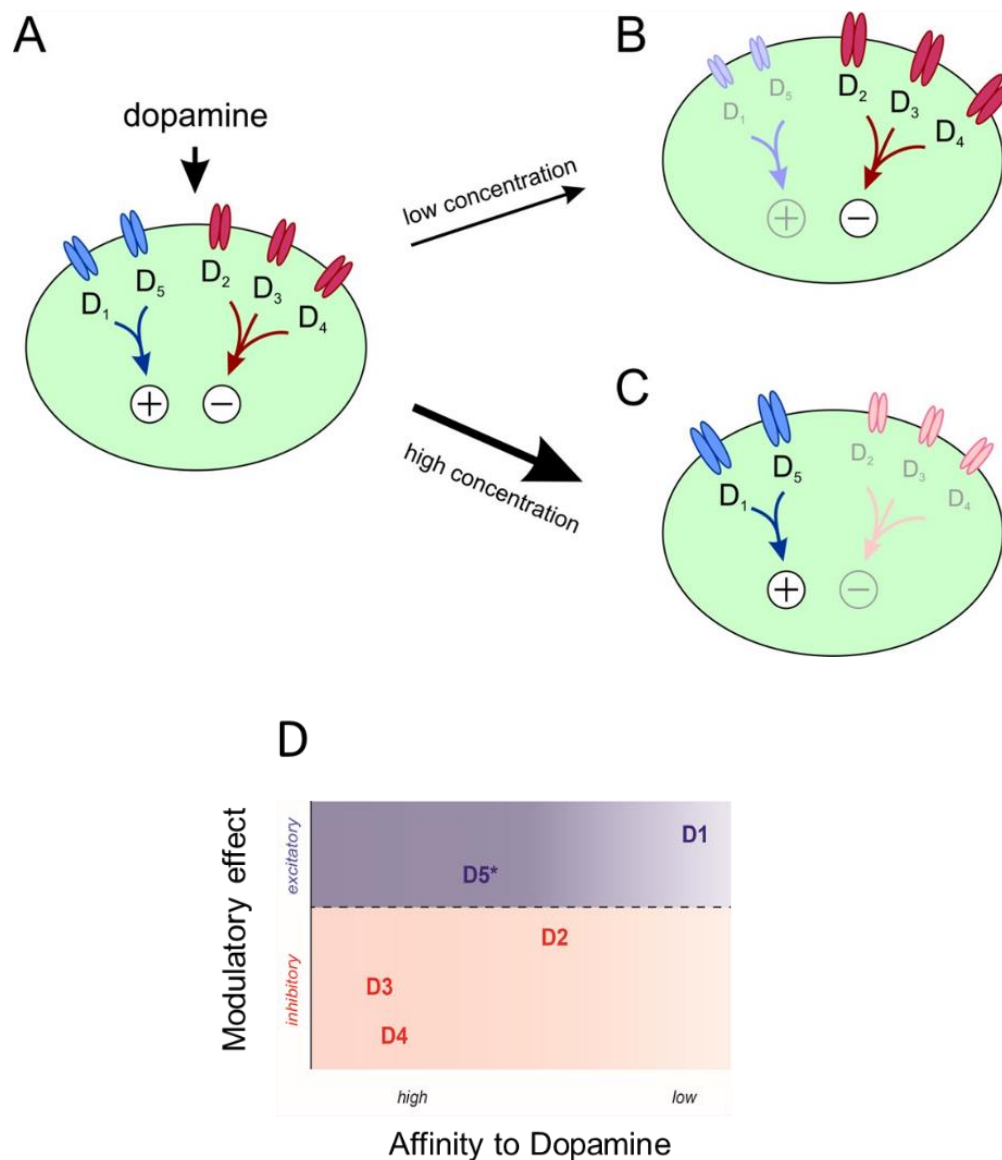 A
dopamine
D1
D5
D2
D3
D4
+
−
low concentration
high concentration
B
D1
D5
D2
D3
D4
+
−
C
D1
D5
D2
D3
D4
+
−
D
Modulatory effect
excitatory
inhibitory
D1
D5*
D2
D3
D4
high
low
Affinity to Dopamine